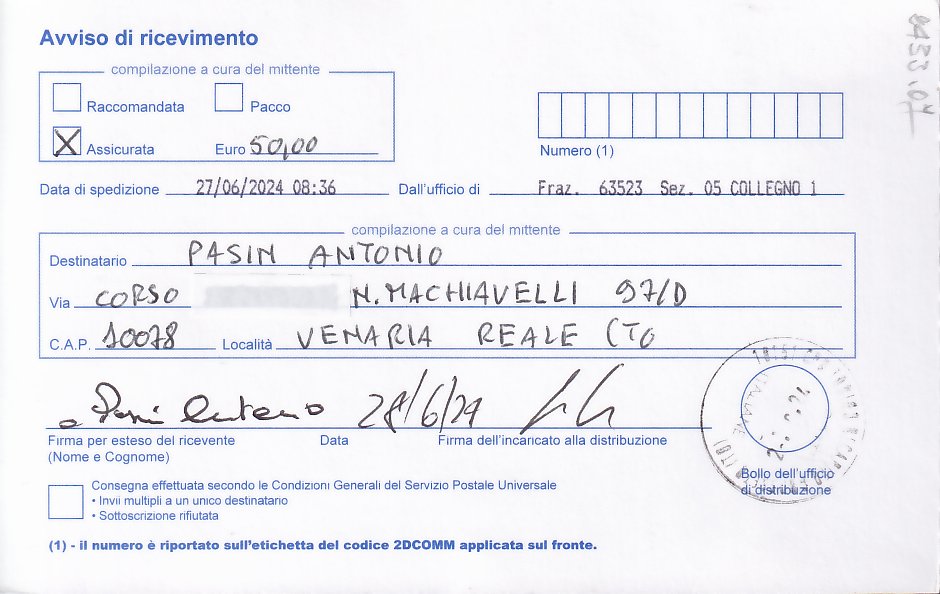 Avviso di ricevimento
compilazione a cura del mittente
Raccomandata Pacco
X Assicurata Euro 50,00
Numero (1)
Data di spedizione 27/06/2024 08:36 Dall'ufficio di Fraz. 63523 Sez. 05 COLLEGNO 1
compilazione a cura del mittente
Destinatario PASIN ANTONIO
Via CORSO N.MACHIAVELLI 97/D
C.A.P. 10078 Località VENARIA REALE (TO
28/6/24
Firma per esteso del ricevente Data Firma dell'incaricato alla distribuzione
(Nome e Cognome)
Bollo dell'ufficio
di distribuzione
Consegna effettuata secondo le Condizioni Generali del Servizio Postale Universale
• Invii multipli a un unico destinatario
• Sottoscrizione rifiutata
(1) - il numero è riportato sull'etichetta del codice 2DCOMM applicata sul fronte.